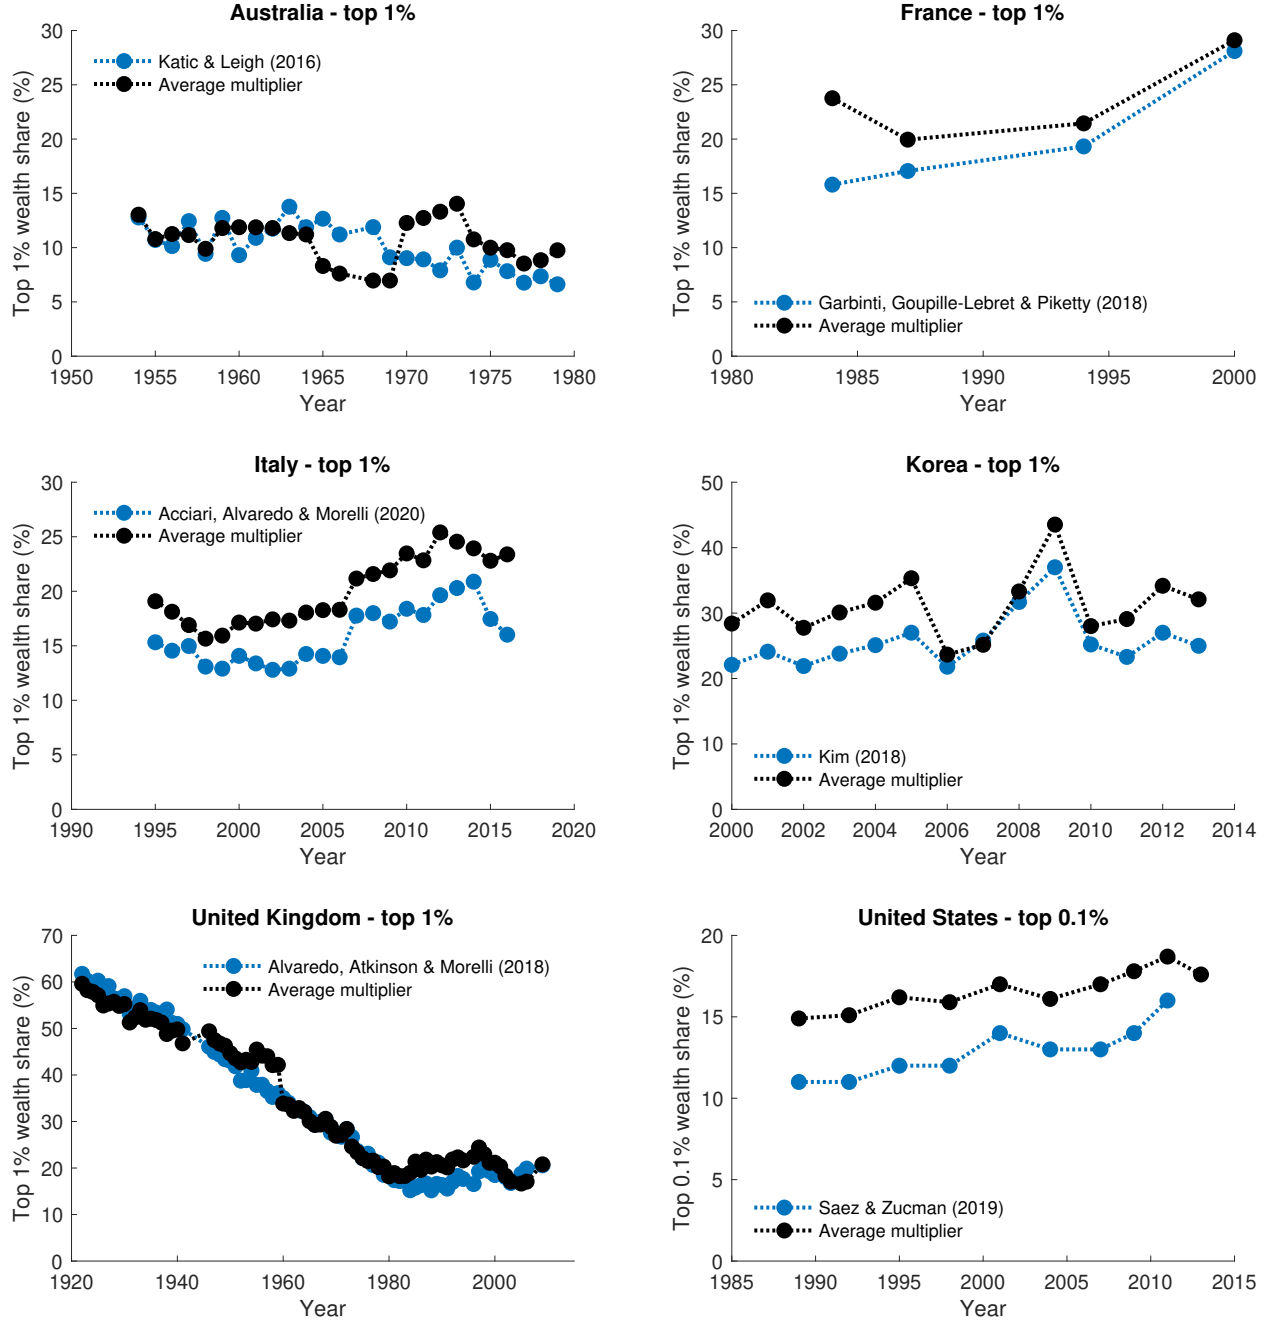 Australia - top 1%
30
25
20
15
10
5
0
Top 1% wealth share (%)
Katic & Leigh (2016)
Average multiplier
1950
1955
1960
1965
1970
1975
1980
Year
France - top 1%
30
25
20
15
10
5
0
Top 1% wealth share (%)
Garbinti, Goupille-Lebret & Piketty (2018)
Average multiplier
1980
1985
1990
1995
2000
Year
Italy - top 1%
30
25
20
15
10
5
0
Top 1% wealth share (%)
Acciari, Alvaredo & Morelli (2020)
Average multiplier
1990
1995
2000
2005
2010
2015
2020
Year
Korea - top 1%
50
40
30
20
10
0
Top 1% wealth share (%)
Kim (2018)
Average multiplier
2000
2002
2004
2006
2008
2010
2012
2014
Year
United Kingdom - top 1%
70
60
50
40
30
20
10
0
Top 1% wealth share (%)
Alvaredo, Atkinson & Morelli (2018)
Average multiplier
1920
1940
1960
1980
2000
Year
United States - top 0.1%
20
15
10
5
0
Top 0.1% wealth share (%)
Saez & Zucman (2019)
Average multiplier
1985
1990
1995
2000
2005
2010
2015
Year